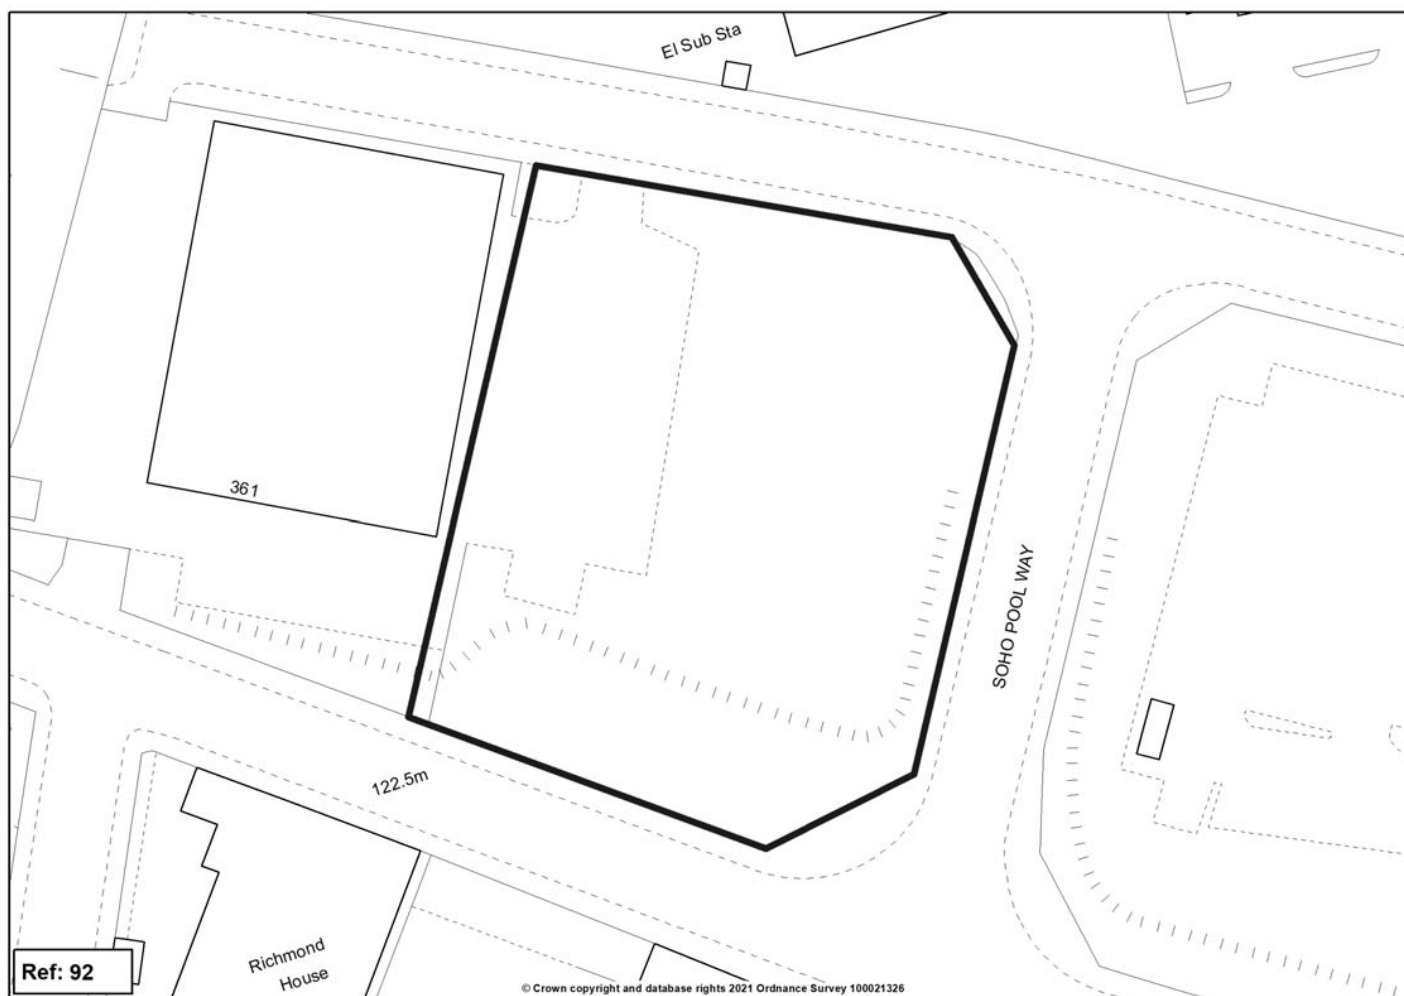 El Sub Sta
361
SOHO POOL WAY
122.5m
Richmond
House
Ref: 92
© Crown copyright and database rights 2021 Ordnance Survey 100021326